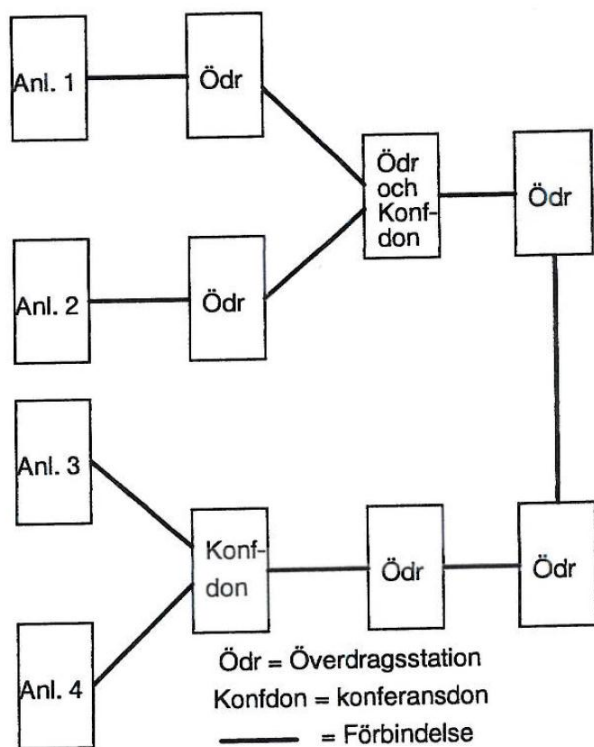 Anl. 1
Ödr
Ödr
och
Konf-
don
Ödr
Anl. 2
Ödr
Anl. 3
Konf-
don
Ödr
Ödr
Anl. 4
Ödr = Överdragsstation
Konfdon = konferansdon
= Förbindelse